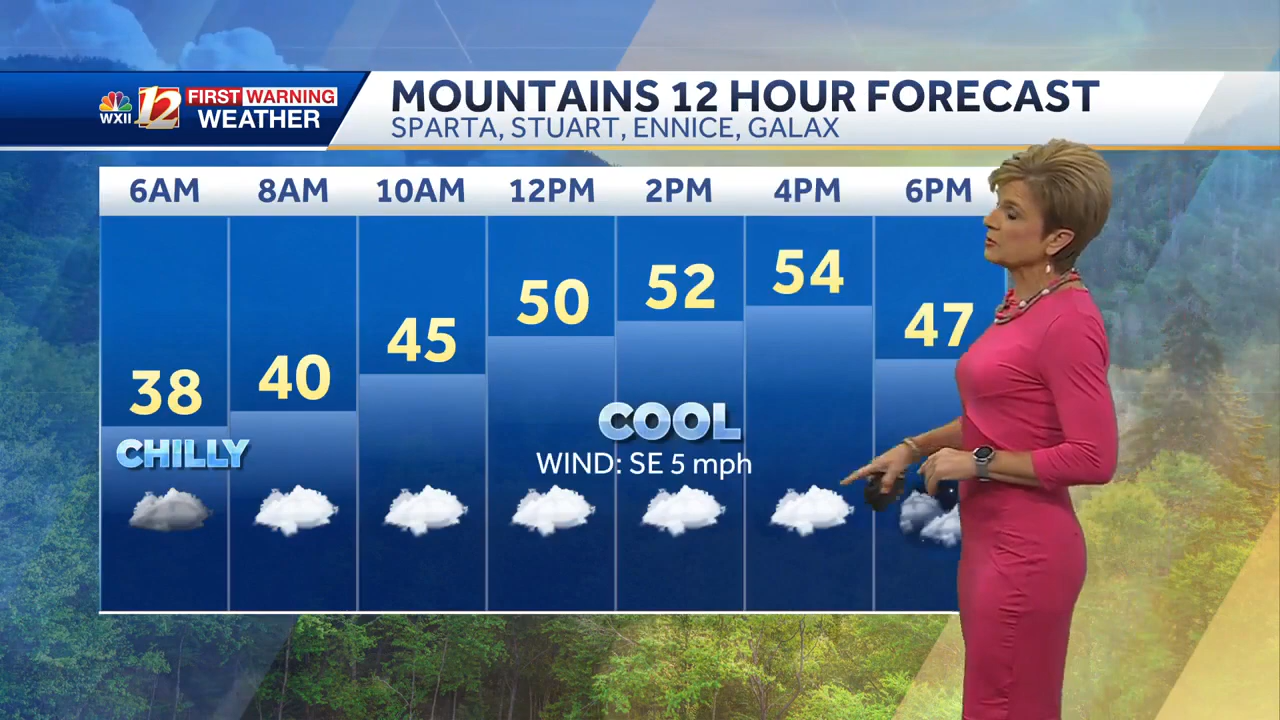 WXII 12 FIRST WARNING
WEATHER
MOUNTAINS 12 HOUR FORECAST
SPARTA, STUART, ENNICE, GALAX
6AM 8AM 10AM 12PM 2PM 4PM 6PM
38 40 45 50 52 54 47
CHILLY COOL
WIND: SE 5 mph